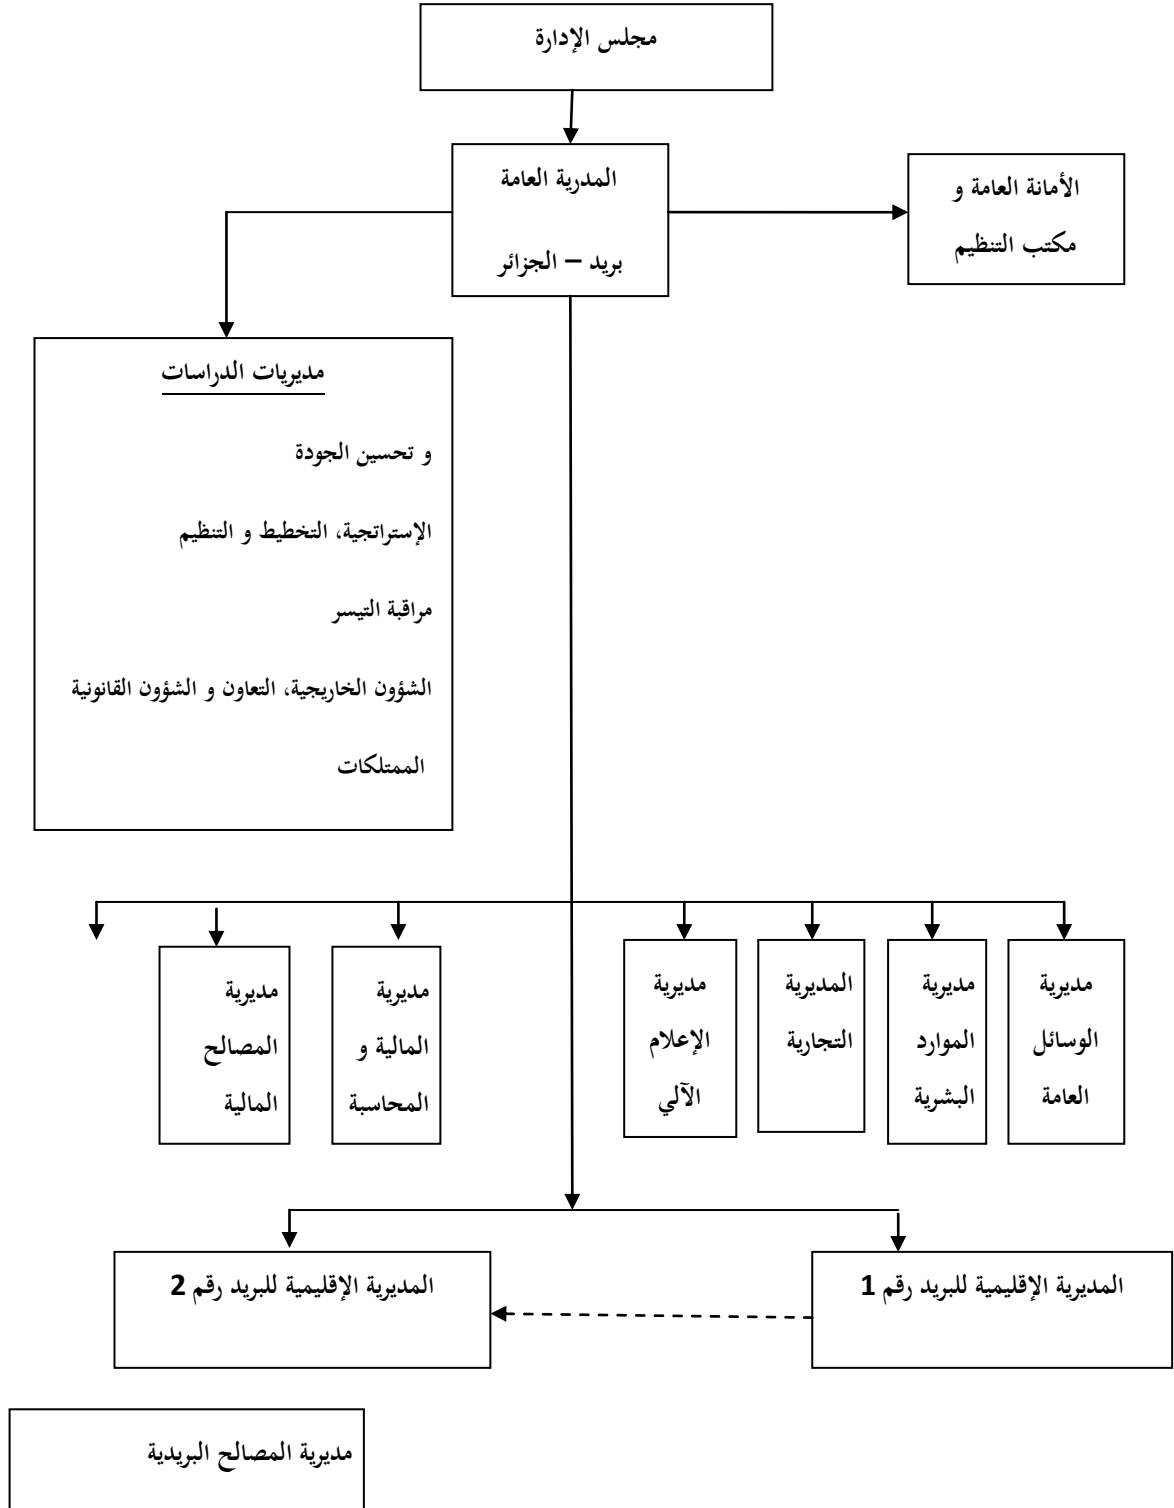 مجلس الإدارة
المدرية العامة
بريد – الجزائر
الأمانة العامة و
مكتب التنظيم
مديريات الدراسات
و تحسين الجودة
الإستراتجية، التخطيط و التنظيم
مراقبة التيسر
الشؤون الخاريجية، التعاون و الشؤون القانونية
الممتلكات
مديرية
الوسائل
العامة
مديرية
الموارد
البشرية
المديرية
التجارية
مديرية
الإعلام
الآلي
مديرية
المالية و
المحاسبة
مديرية
المصالح
المالية
المديرية الإقليمية للبريد رقم 1
المديرية الإقليمية للبريد رقم 2
مديرية المصالح البريدية